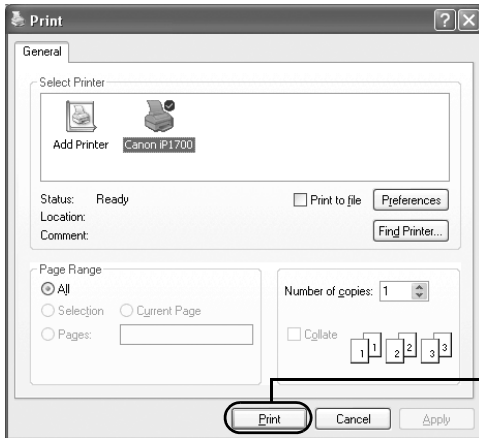 Print
General
Select Printer
Add Printer
Canon iP1700
Status: Ready
Location:
Comment:
Print to file
Preferences
Find Printer...
Page Range
All
Selection
Current Page
Pages:
Number of copies: 1
Collate
1 1 2 2 3 3
Print
Cancel
Apply